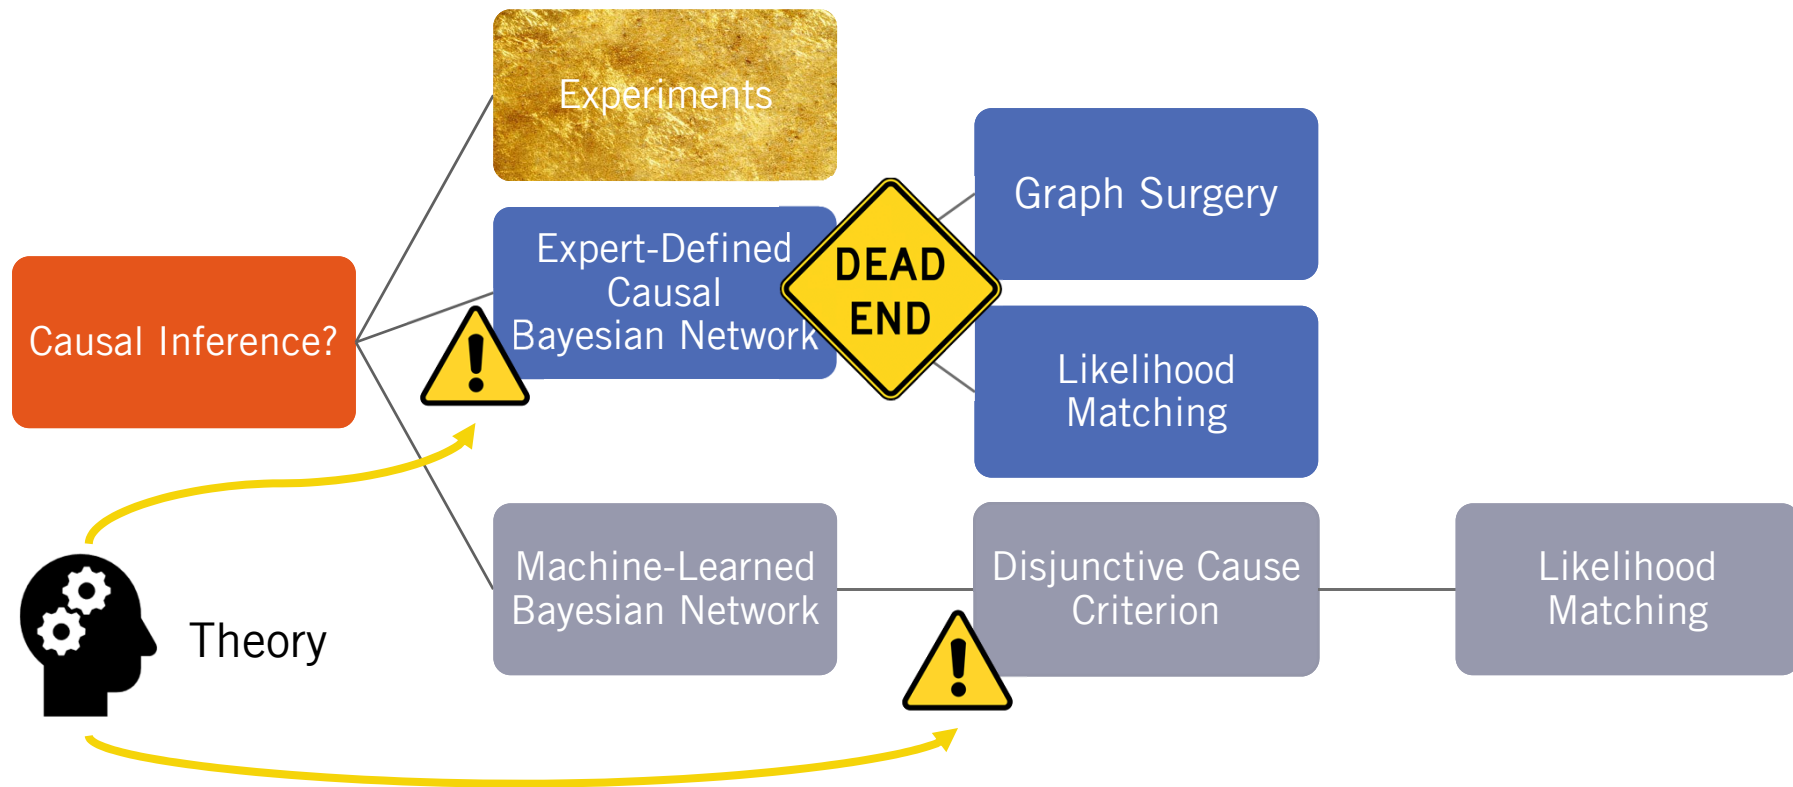 Experiments
Graph Surgery
Expert-Defined
Causal
Bayesian Network
DEAD
END
Causal Inference?
Likelihood
Matching
Machine-Learned
Bayesian Network
Disjunctive Cause
Criterion
Likelihood
Matching
Theory